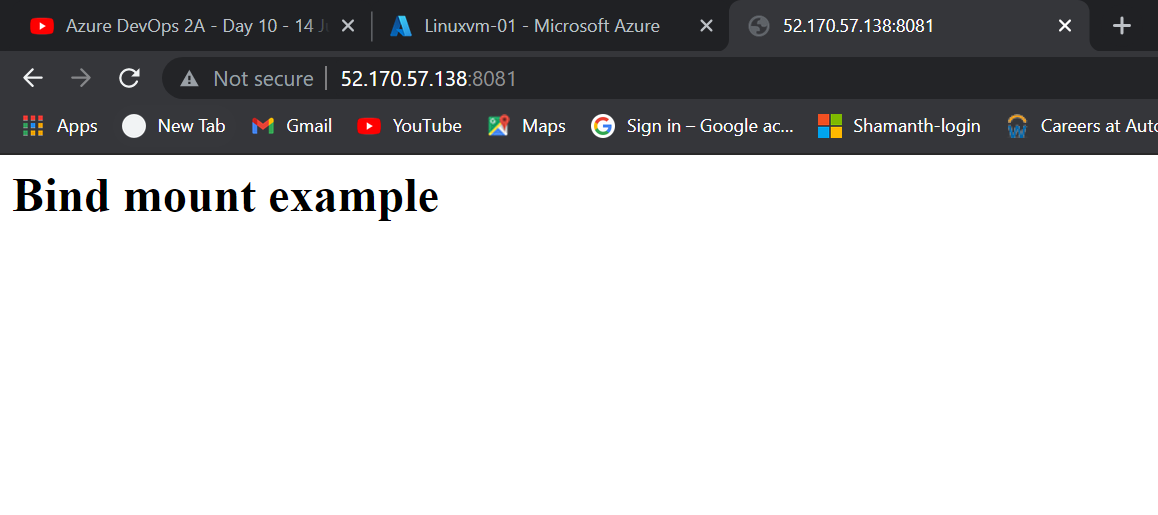 Azure DevOps 2A - Day 10 - 14 J
Linuxvm-01 - Microsoft Azure
52.170.57.138:8081
Not secure
52.170.57.138:8081
Apps
New Tab
Gmail
YouTube
Maps
Sign in – Google ac...
Shamanth-login
Careers at Auto
Bind mount example